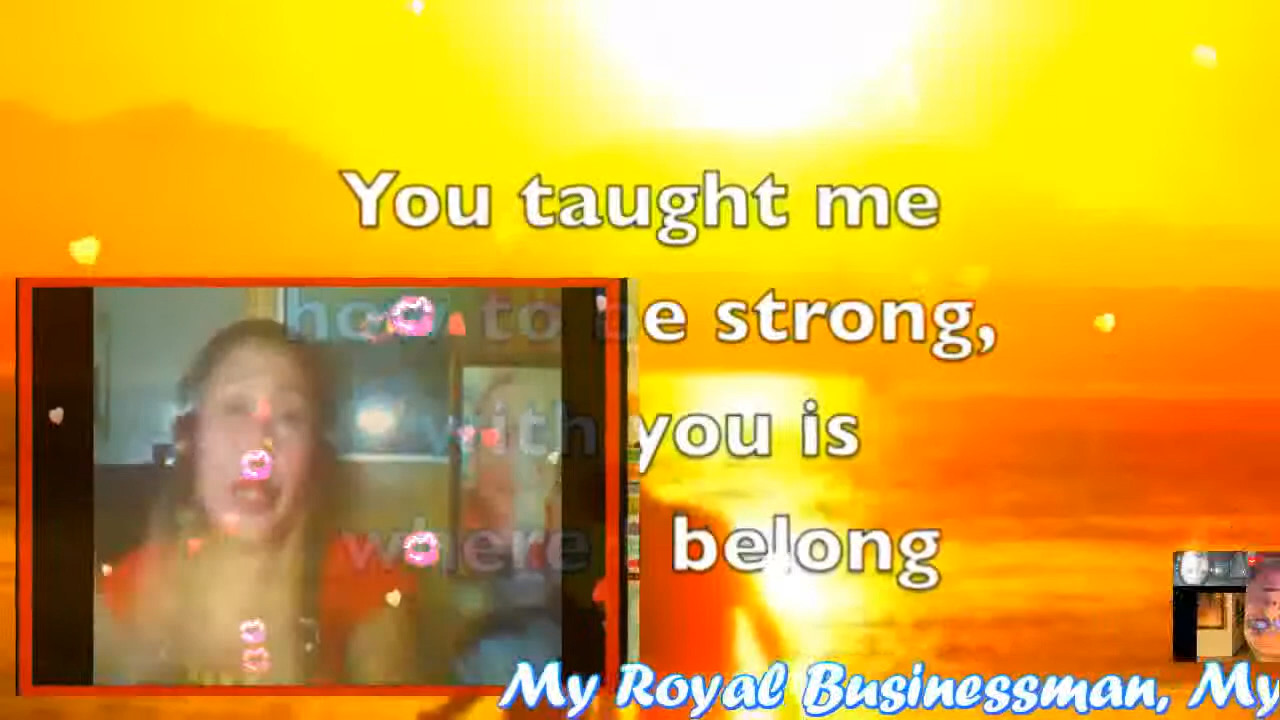 You taught me
how to be strong,
with you is
where belong
My Royal Businessman, My